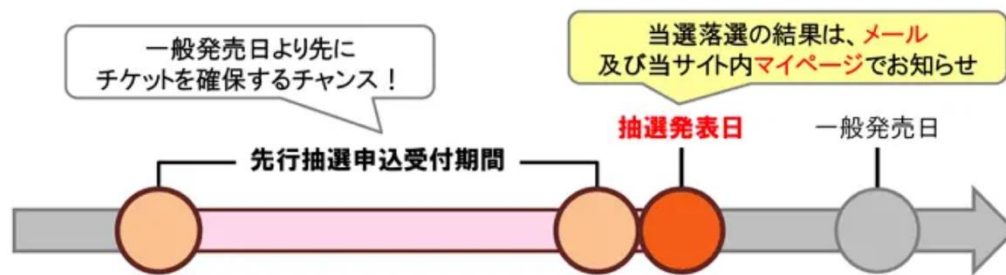 一般発売日より先に
チケットを確保するチャンス！
当選落選の結果は、メール
及び当サイト内マイページでお知らせ
抽選発表日
一般発売日
先行抽選申込受付期間